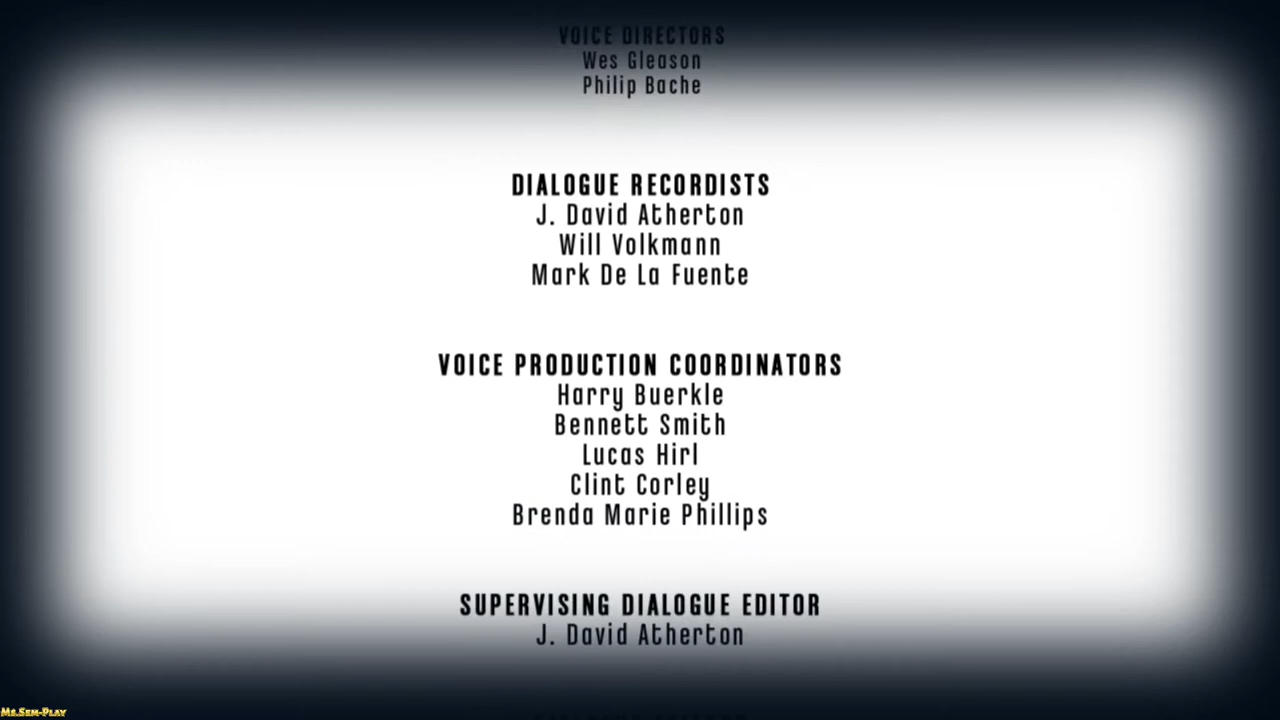 VOICE DIRECTORS
Wes Gleason
Philip Bache
DIALOGUE RECORDISTS
J. David Atherton
Will Volkmann
Mark De La Fuente
VOICE PRODUCTION COORDINATORS
Harry Buerkle
Bennett Smith
Lucas Hirl
Clint Corley
Brenda Marie Phillips
SUPERVISING DIALOGUE EDITOR
J. David Atherton
Ms.Sem-Play